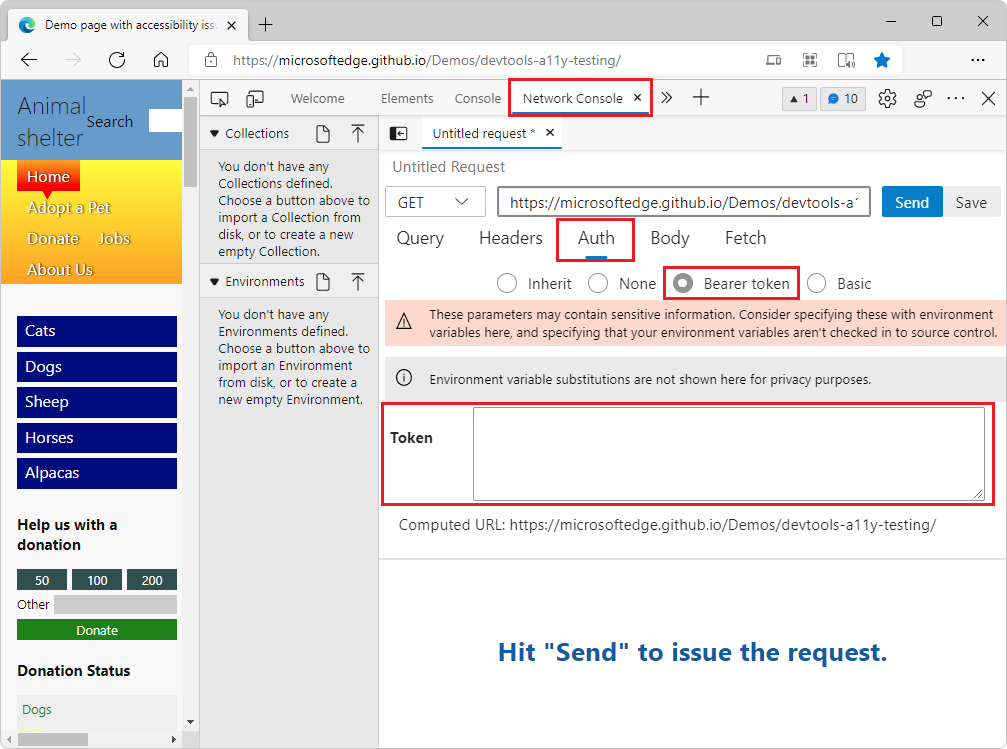 Demo page with accessibility issu
https://microsoftedge.github.io/Demos/devtools-a11y-testing/
Animal
shelter
Search
Home
Adopt a Pet
Donate Jobs
About Us
Cats
Dogs
Sheep
Horses
Alpacas
Help us with a
donation
50 100 200
Other
Donate
Donation Status
Dogs
Welcome Elements Console Network Console
1 10
Collections
You don't have any
Collections defined.
Choose a button above to
import a Collection from
disk, or to create a new
empty Collection.
Environments
You don't have any
Environments defined.
Choose a button above to
import an Environment
from disk, or to create a
new empty Environment.
Untitled request *
Untitled Request
GET https://microsoftedge.github.io/Demos/devtools-a1 Send Save
Query Headers Auth Body Fetch
Inherit None Bearer token Basic
These parameters may contain sensitive information. Consider specifying these with environment
variables here, and specifying that your environment variables aren't checked in to source control.
Environment variable substitutions are not shown here for privacy purposes.
Token
Computed URL: https://microsoftedge.github.io/Demos/devtools-a11y-testing/
Hit "Send" to issue the request.